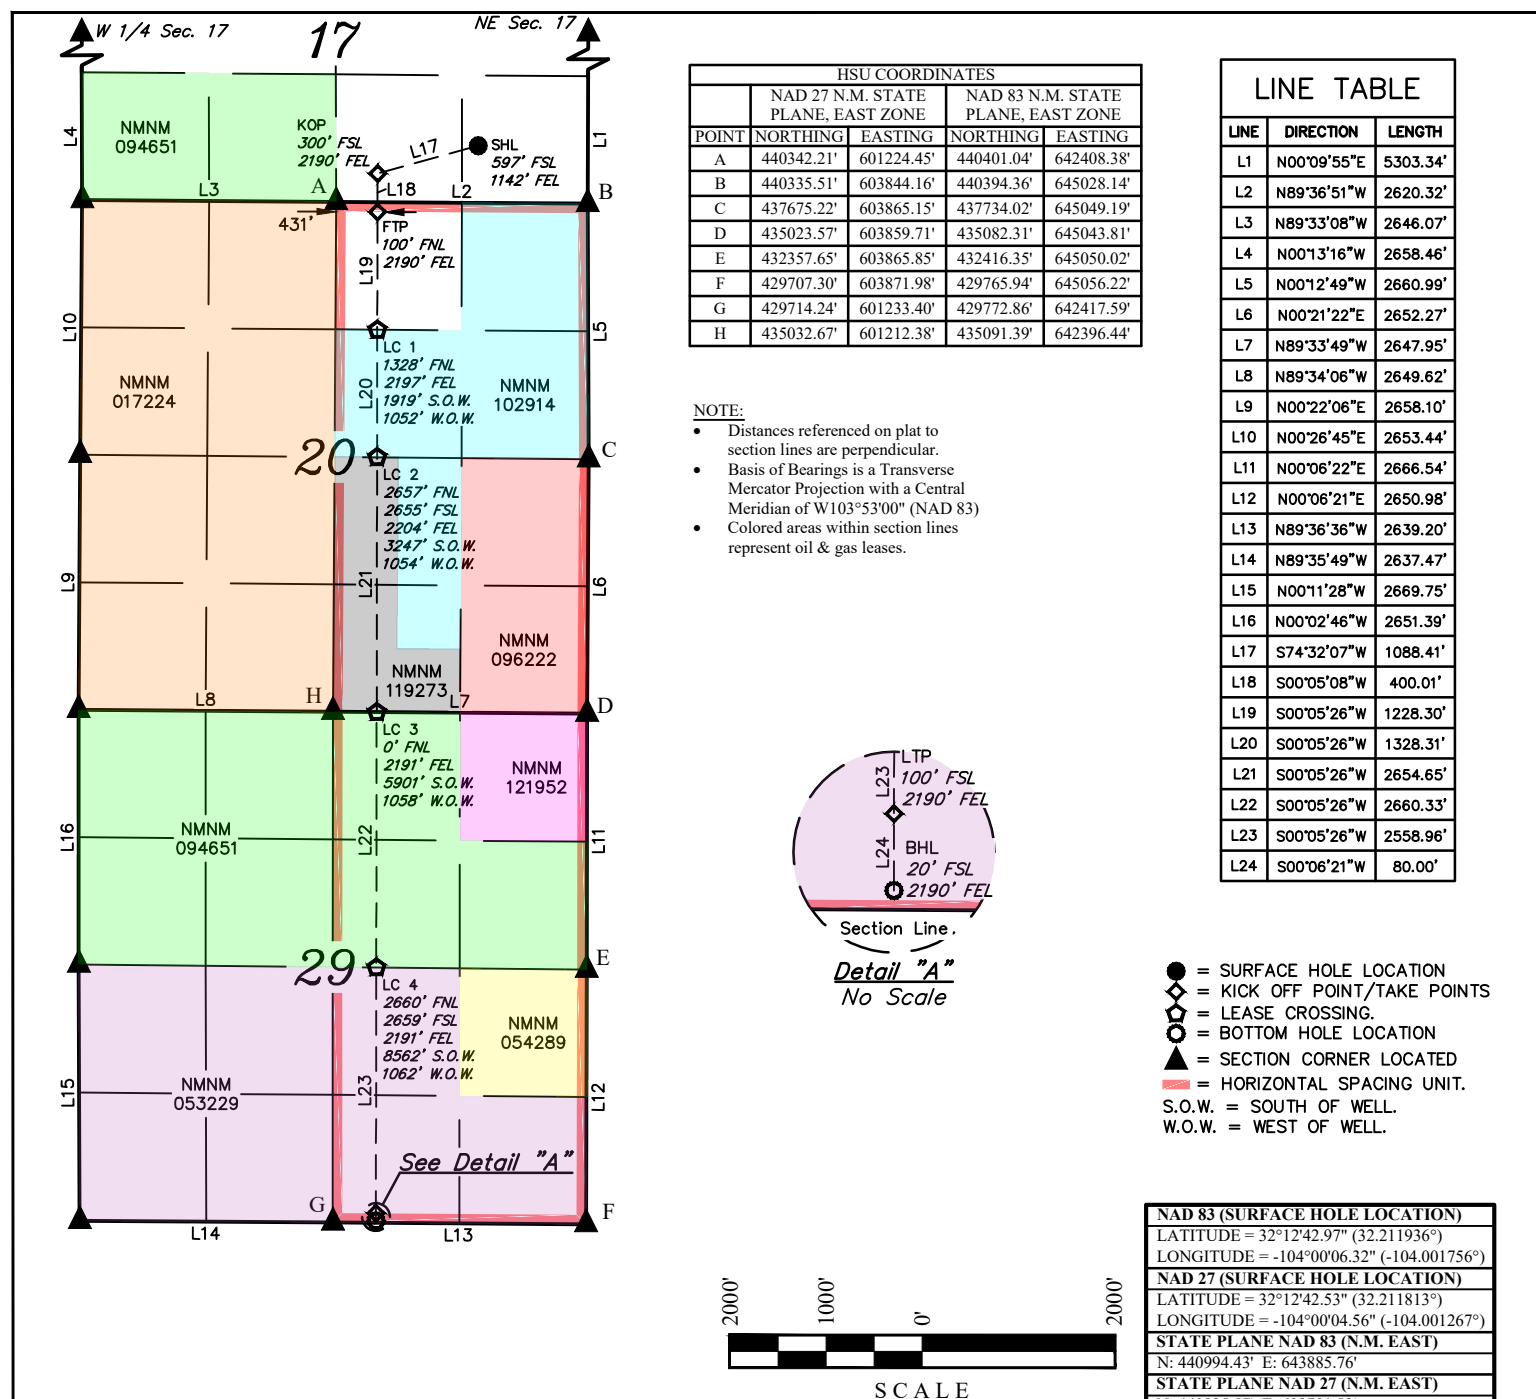 W 1/4 Sec. 17
17
NE Sec. 17
L4
NMNM
094651
KOP
300' FSL
2190' FEL
L17
SHL
597' FSL
1142' FEL
L1
L3
A
L18
L2
B
431'
FTP
100' FNL
2190' FEL
L19
L10
L5
LC 1
1328' FNL
2197' FEL
1919' S.O.W.
1052' W.O.W.
L20
NMNM
017224
NMNM
102914
20
C
LC 2
2657' FNL
2655' FSL
2204' FEL
3247' S.O.W.
1054' W.O.W.
L21
L9
L6
NMNM
096222
NMNM
119273
L8
H
L7
D
LC 3
0' FNL
2191' FEL
5901' S.O.W.
1058' W.O.W.
NMNM
121952
L22
L16
NMNM
094651
L11
29
E
LC 4
2660' FNL
2659' FSL
2191' FEL
8562' S.O.W.
1062' W.O.W.
NMNM
054289
L23
L15
NMNM
053229
L12
See Detail "A"
G
F
L14
L13
HSU COORDINATES
NAD 27 N.M. STATE PLANE, EAST ZONE NAD 83 N.M. STATE PLANE, EAST ZONE
POINT NORTHING EASTING NORTHING EASTING
A 440342.21' 601224.45' 440401.04' 642408.38'
B 440335.51' 603844.16' 440394.36' 645028.14'
C 437675.22' 603865.15' 437734.02' 645049.19'
D 435023.57' 603859.71' 435082.31' 645043.81'
E 432357.65' 603865.85' 432416.35' 645050.02'
F 429707.30' 603871.98' 429765.94' 645056.22'
G 429714.24' 601233.40' 429772.86' 642417.59'
H 435032.67' 601212.38' 435091.39' 642396.44'
NOTE:
• Distances referenced on plat to
section lines are perpendicular.
• Basis of Bearings is a Transverse
Mercator Projection with a Central
Meridian of W103°53'00" (NAD 83)
• Colored areas within section lines
represent oil & gas leases.
LINE TABLE
LINE DIRECTION LENGTH
L1 N00°09'55"E 5303.34'
L2 N89°36'51"W 2620.32'
L3 N89°33'08"W 2646.07'
L4 N00°13'16"W 2658.46'
L5 N00°12'49"W 2660.99'
L6 N00°21'22"E 2652.27'
L7 N89°33'49"W 2647.95'
L8 N89°34'06"W 2649.62'
L9 N00°22'06"E 2658.10'
L10 N00°26'45"E 2653.44'
L11 N00°06'22"E 2666.54'
L12 N00°06'21"E 2650.98'
L13 N89°36'36"W 2639.20'
L14 N89°35'49"W 2637.47'
L15 N00°11'28"W 2669.75'
L16 N00°02'46"W 2651.39'
L17 S74°32'07"W 1088.41'
L18 S00°05'08"W 400.01'
L19 S00°05'26"W 1228.30'
L20 S00°05'26"W 1328.31'
L21 S00°05'26"W 2654.65'
L22 S00°05'26"W 2660.33'
L23 S00°05'26"W 2558.96'
L24 S00°06'21"W 80.00'
L23
LTP
100' FSL
2190' FEL
L24
BHL
20' FSL
2190' FEL
Section Line.
Detail "A"
No Scale
= SURFACE HOLE LOCATION
= KICK OFF POINT/TAKE POINTS
= LEASE CROSSING.
= BOTTOM HOLE LOCATION
= SECTION CORNER LOCATED
= HORIZONTAL SPACING UNIT.
S.O.W. = SOUTH OF WELL.
W.O.W. = WEST OF WELL.
2000' 1000' 0' 2000'
SCALE
NAD 83 (SURFACE HOLE LOCATION)
LATITUDE = 32°12'42.97" (32.211936°)
LONGITUDE = -104°00'06.32" (-104.001756°)
NAD 27 (SURFACE HOLE LOCATION)
LATITUDE = 32°12'42.53" (32.211813°)
LONGITUDE = -104°00'04.56" (-104.001267°)
STATE PLANE NAD 83 (N.M. EAST)
N: 440994.43' E: 643885.76'
STATE PLANE NAD 27 (N.M. EAST)